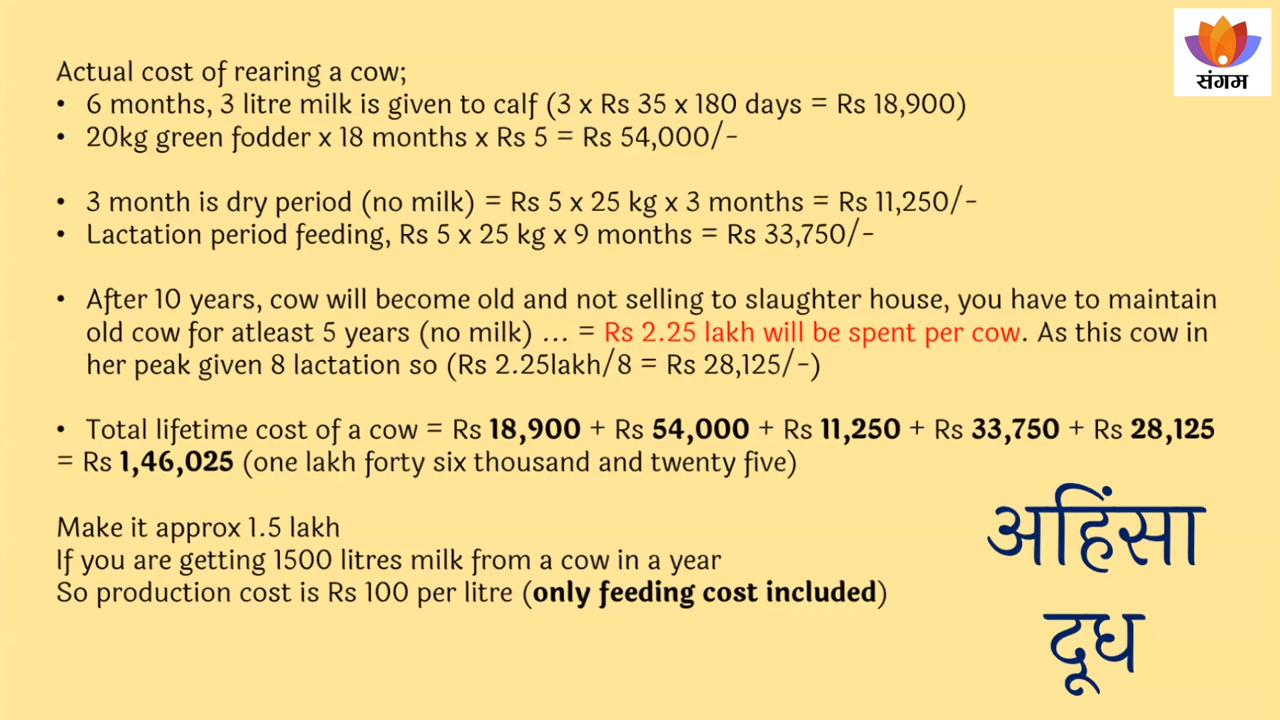 संगम
Actual cost of rearing a cow;
• 6 months, 3 litre milk is given to calf (3 x Rs 35 x 180 days = Rs 18,900)
• 20kg green fodder x 18 months x Rs 5 = Rs 54,000/-
• 3 month is dry period (no milk) = Rs 5 x 25 kg x 3 months = Rs 11,250/-
• Lactation period feeding, Rs 5 x 25 kg x 9 months = Rs 33,750/-
• After 10 years, cow will become old and not selling to slaughter house, you have to maintain
old cow for atleast 5 years (no milk) ... = Rs 2.25 lakh will be spent per cow. As this cow in
her peak given 8 lactation so (Rs 2.25lakh/8 = Rs 28,125/-)
• Total lifetime cost of a cow = Rs 18,900 + Rs 54,000 + Rs 11,250 + Rs 33,750 + Rs 28,125
= Rs 1,46,025 (one lakh forty six thousand and twenty five)
Make it approx 1.5 lakh
If you are getting 1500 litres milk from a cow in a year
So production cost is Rs 100 per litre (only feeding cost included)
अहिंसा
दूध